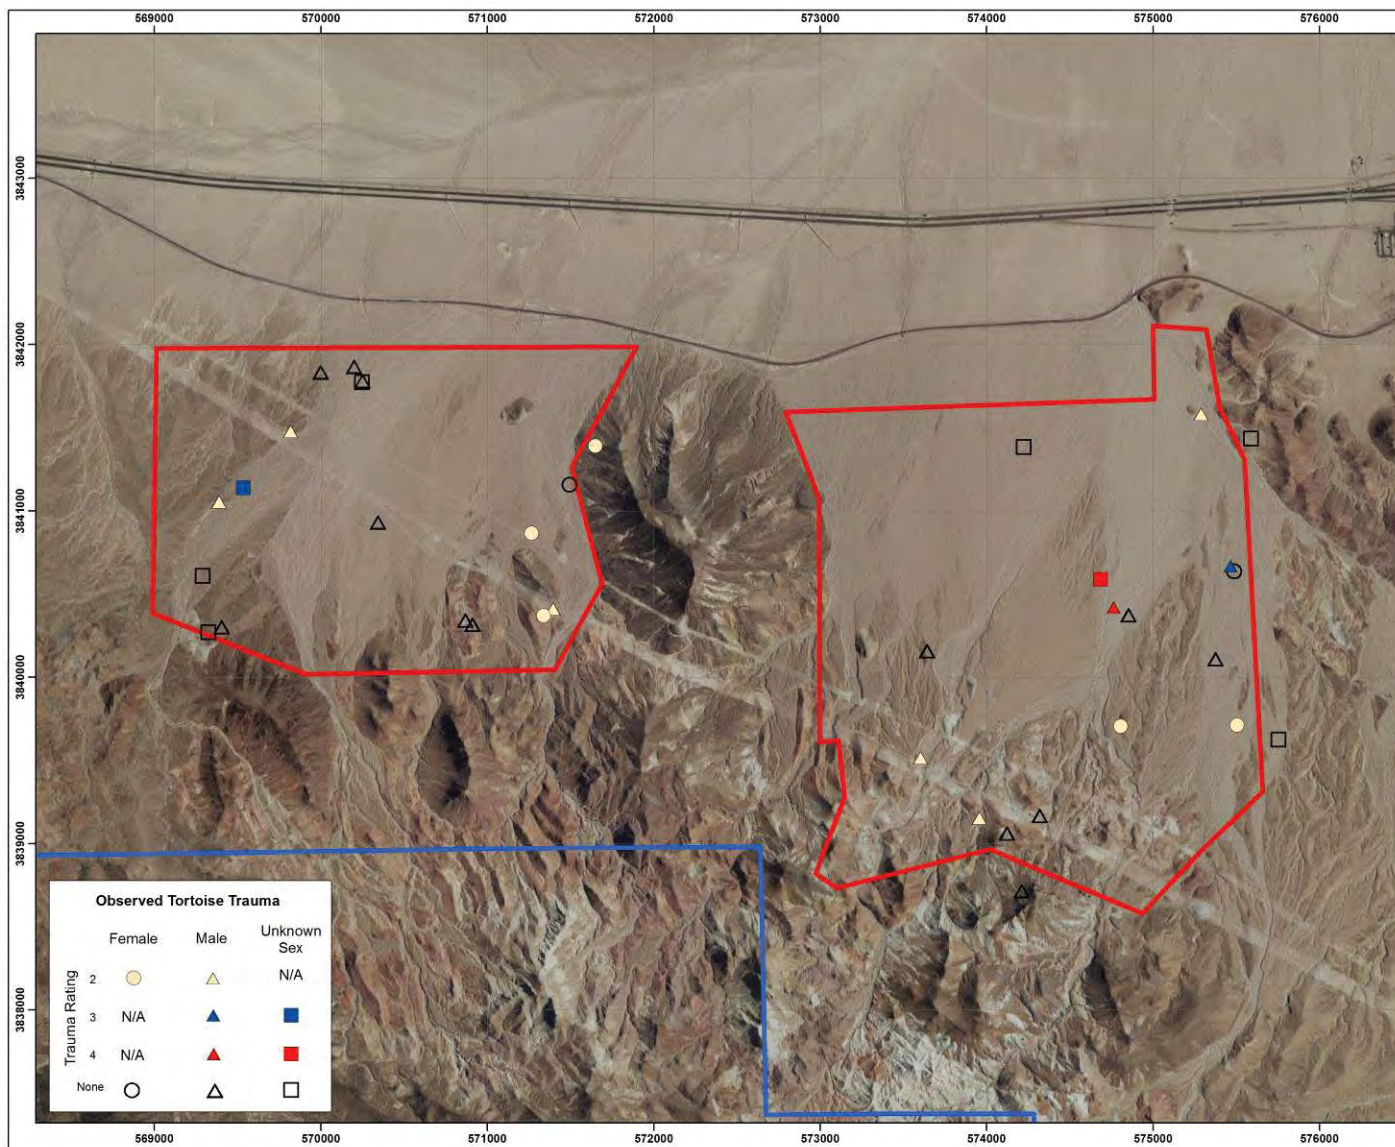 569000 570000 571000 572000 573000 574000 575000 576000
3843000
3842000
3841000
3840000
3839000
3838000
Observed Tortoise Trauma
Female Male Unknown
Sex
Trauma Rating
2 N/A
3 N/A
4 N/A
None
569000 570000 571000 572000 573000 574000 575000 576000